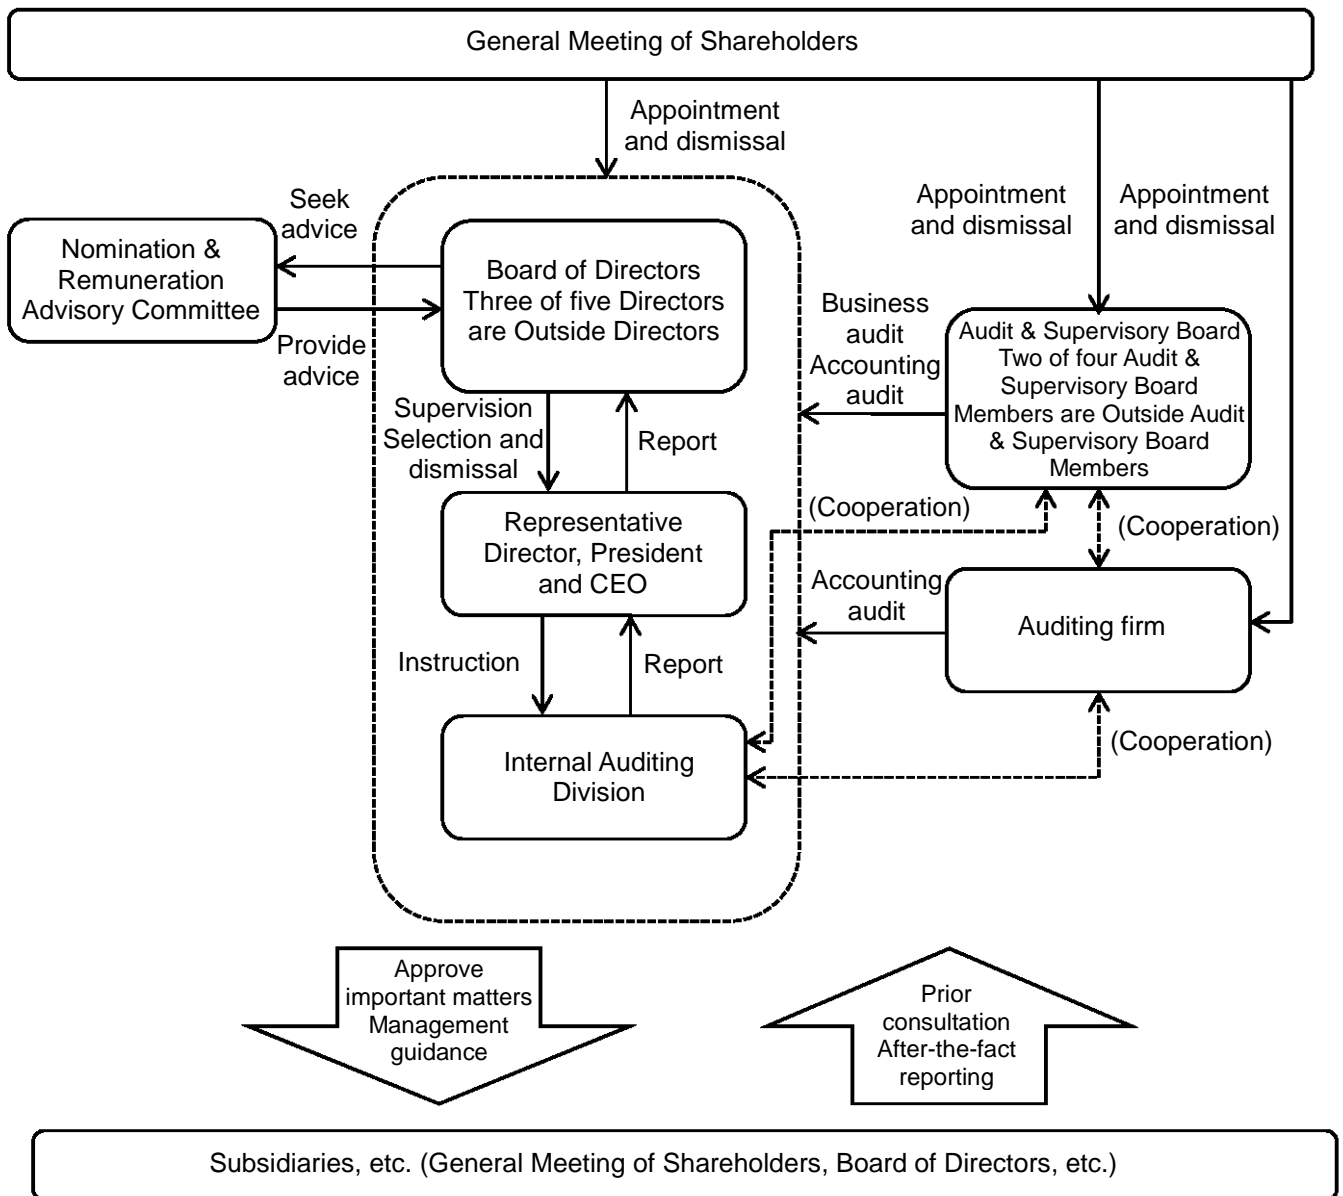 General Meeting of Shareholders
Appointment
and dismissal
Appointment
and dismissal
Appointment
and dismissal
Seek
advice
Nomination &
Remuneration
Advisory Committee
Provide
advice
Board of Directors
Three of five Directors
are Outside Directors
Business
audit
Accounting
audit
Audit & Supervisory Board
Two of four Audit &
Supervisory Board
Members are Outside Audit
& Supervisory Board
Members
Supervision
Selection and
dismissal
Report
(Cooperation)
(Cooperation)
Representative
Director, President
and CEO
Accounting
audit
Auditing firm
Instruction
Report
Internal Auditing
Division
(Cooperation)
Approve
important matters
Management
guidance
Prior
consultation
After-the-fact
reporting
Subsidiaries, etc. (General Meeting of Shareholders, Board of Directors, etc.)